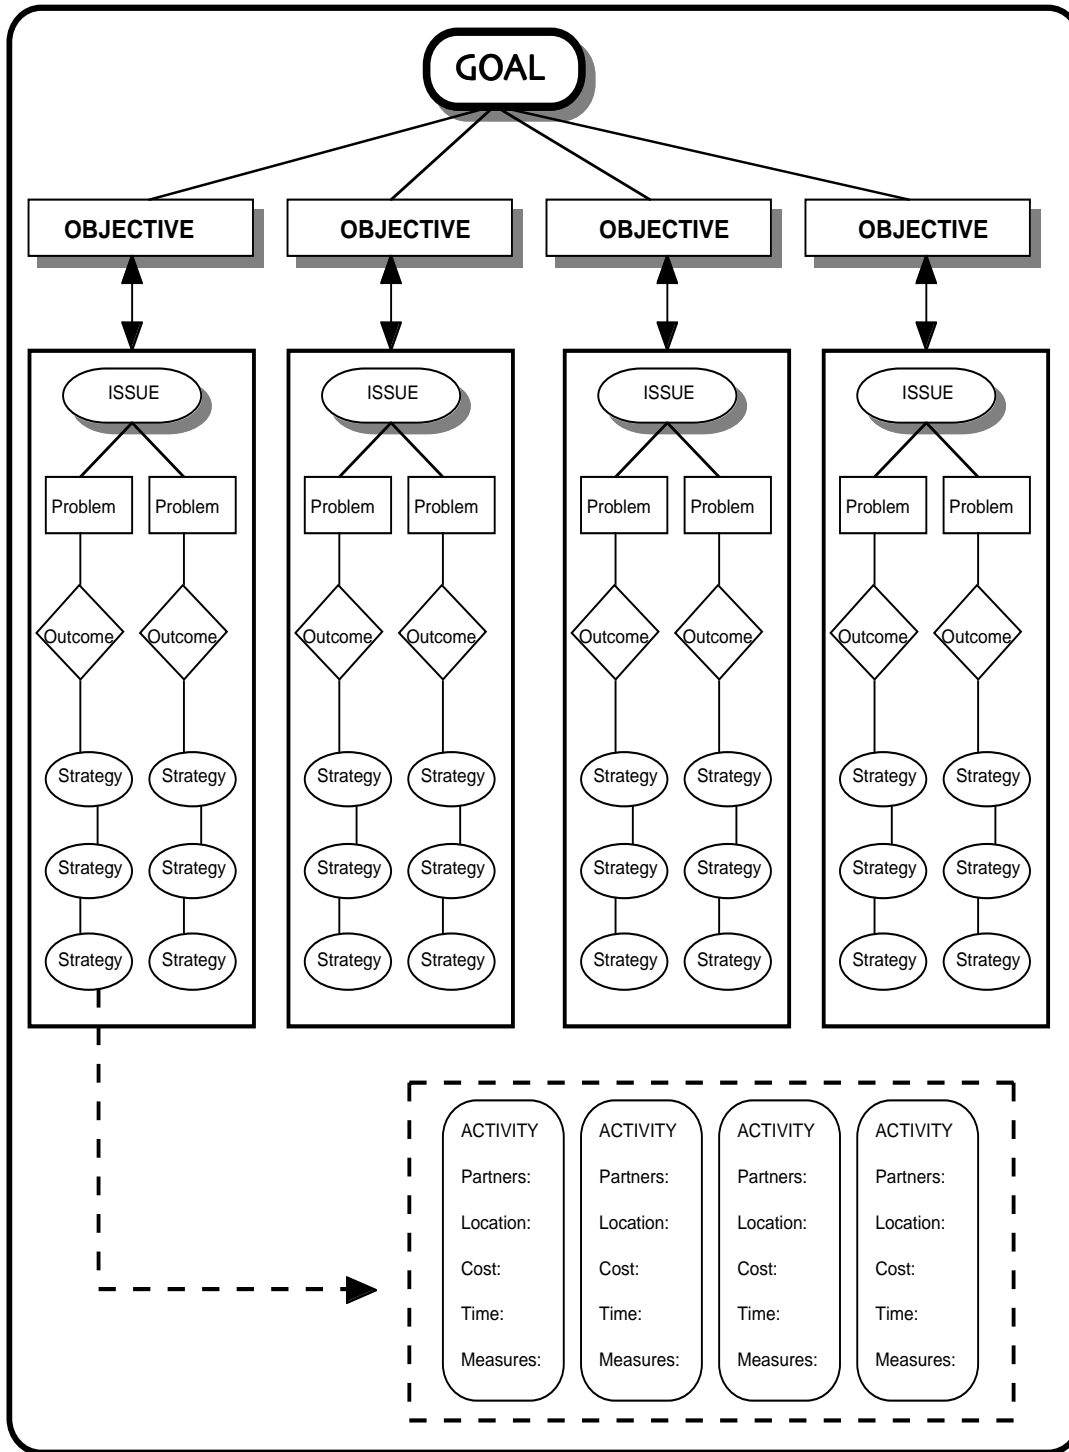 GOAL
OBJECTIVE OBJECTIVE OBJECTIVE OBJECTIVE
ISSUE ISSUE ISSUE ISSUE
Problem Problem Problem Problem Problem Problem Problem Problem
Outcome Outcome Outcome Outcome Outcome Outcome Outcome Outcome
Strategy Strategy Strategy Strategy Strategy Strategy Strategy Strategy
Strategy Strategy Strategy Strategy Strategy Strategy Strategy Strategy
Strategy Strategy Strategy Strategy Strategy Strategy Strategy Strategy
ACTIVITY ACTIVITY ACTIVITY ACTIVITY
Partners: Partners: Partners: Partners:
Location: Location: Location: Location:
Cost: Cost: Cost: Cost:
Time: Time: Time: Time:
Measures: Measures: Measures: Measures: